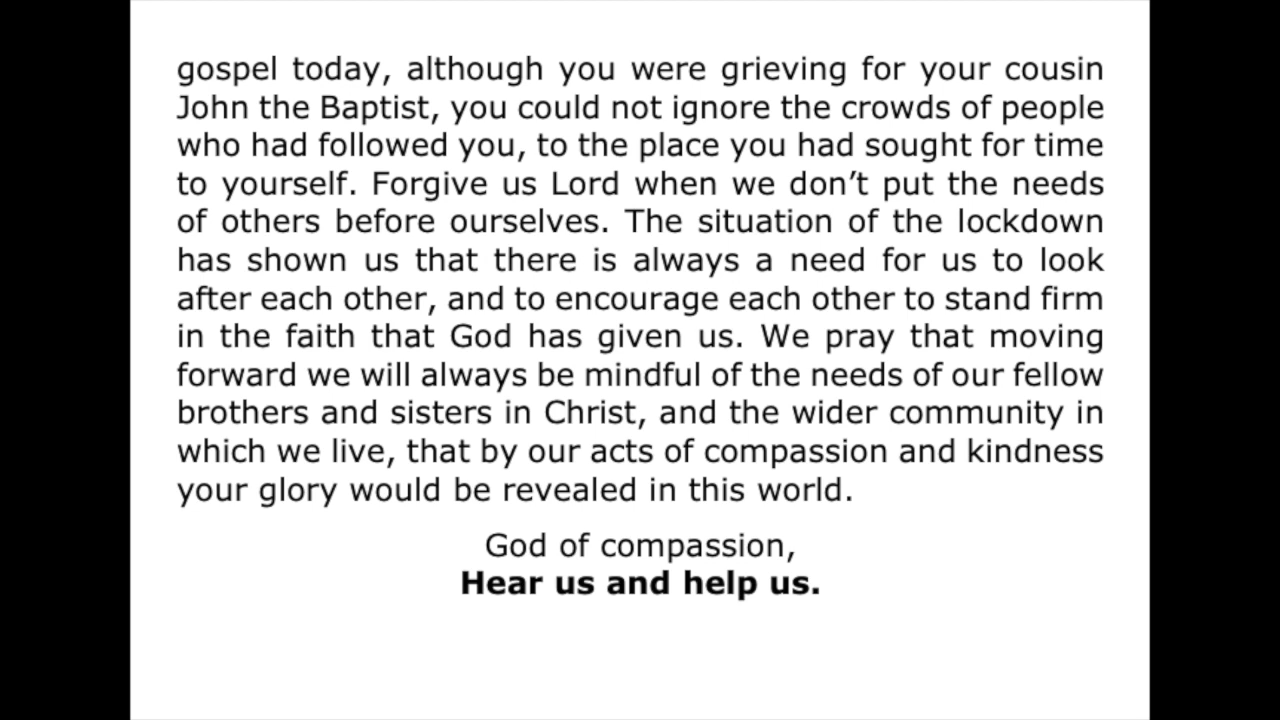 gospel today, although you were grieving for your cousin
John the Baptist, you could not ignore the crowds of people
who had followed you, to the place you had sought for time
to yourself. Forgive us Lord when we don’t put the needs
of others before ourselves. The situation of the lockdown
has shown us that there is always a need for us to look
after each other, and to encourage each other to stand firm
in the faith that God has given us. We pray that moving
forward we will always be mindful of the needs of our fellow
brothers and sisters in Christ, and the wider community in
which we live, that by our acts of compassion and kindness
your glory would be revealed in this world.
God of compassion,
Hear us and help us.